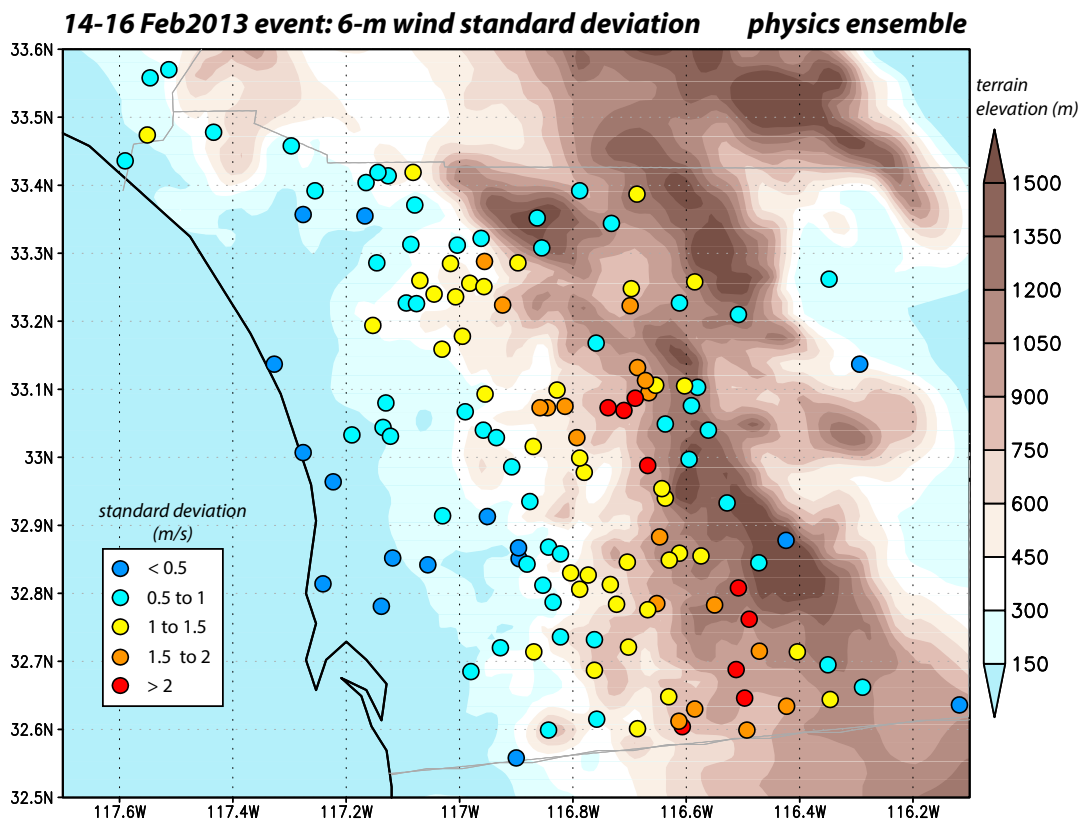 14-16 Feb2013 event: 6-m wind standard deviation physics ensemble
terrain
elevation (m)
33.6N
33.5N
33.4N
33.3N
33.2N
33.1N
33N
32.9N
32.8N
32.7N
32.6N
32.5N
1500
1350
1200
1050
900
750
600
450
300
150
standard deviation
(m/s)
< 0.5
0.5 to 1
1 to 1.5
1.5 to 2
> 2
117.6W
117.4W
117.2W
117W
116.8W
116.6W
116.4W
116.2W